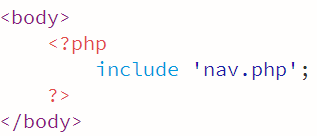 <body>
    <?php
        include 'nav.php';
    ?>
</body>